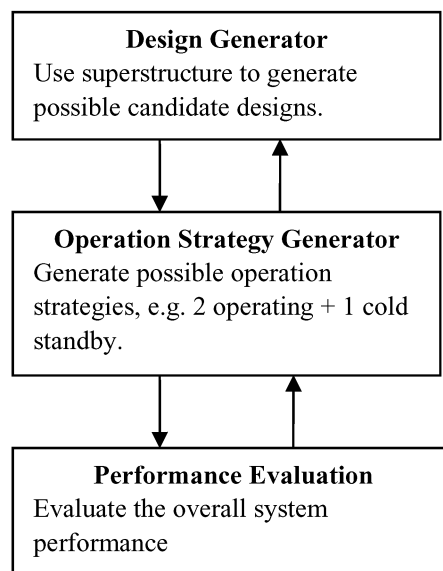 Design Generator
Use superstructure to generate
possible candidate designs.
Operation Strategy Generator
Generate possible operation
strategies, e.g. 2 operating + 1 cold
standby.
Performance Evaluation
Evaluate the overall system
performance